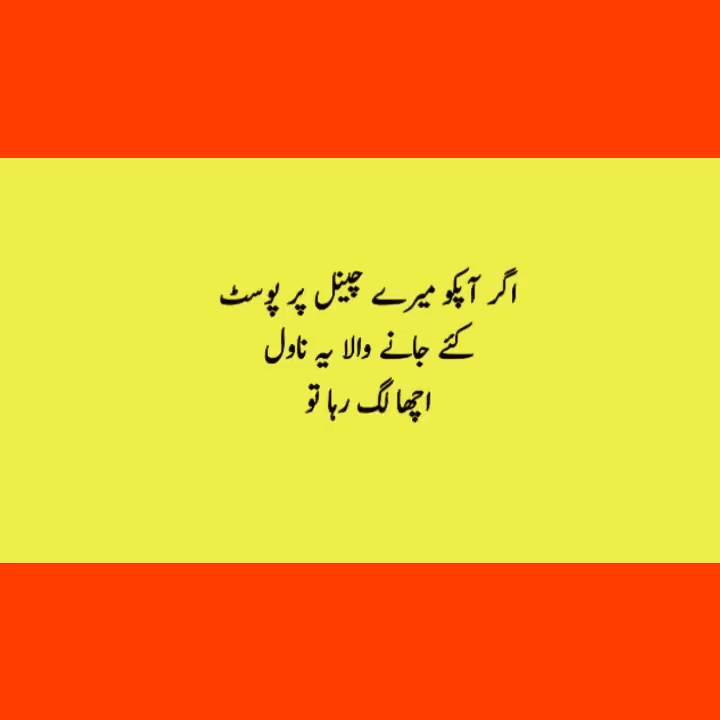 اگر آپکو میرے چینل پر پوسٹ
کئے جانے والا یہ ناول
اچھا لگ رہا تو